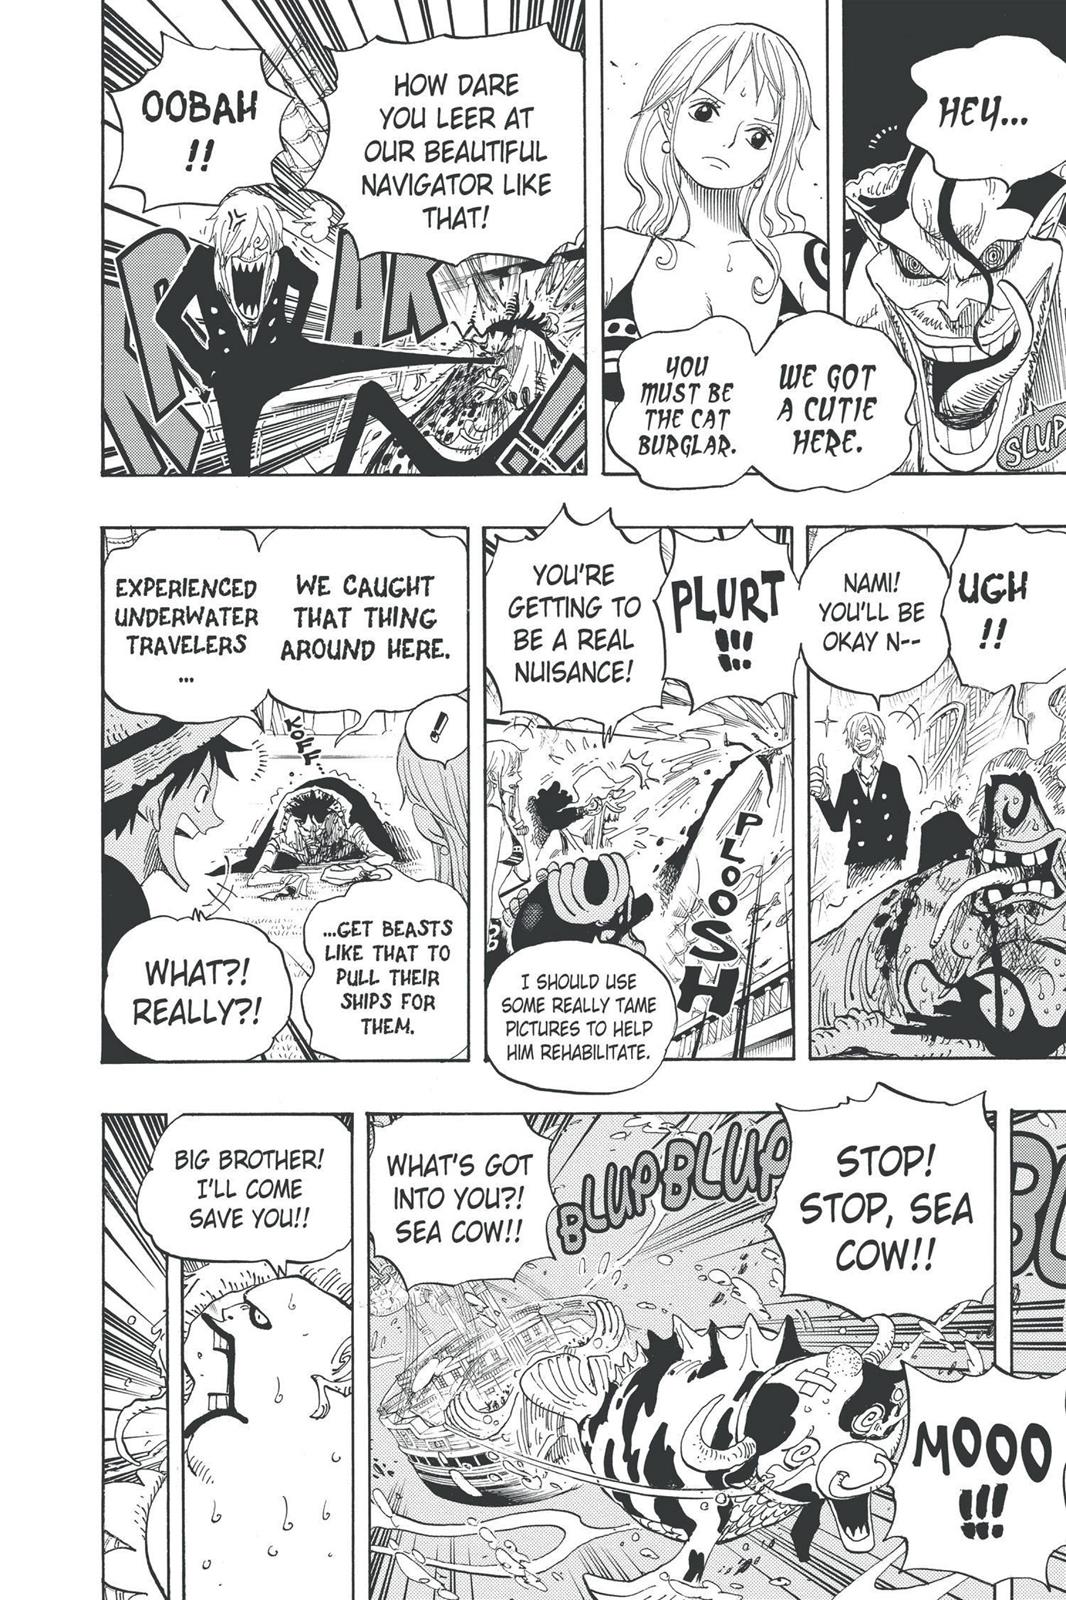 HEY...
SLUP
WE GOT
A CUTIE
HERE.
YOU
MUST BE
THE CAT
BURGLAR.
HOW DARE
YOU LEER AT
OUR BEAUTIFUL
NAVIGATOR LIKE
THAT!
OOBAH
!!
UGH
!!
NAMI!
YOU'LL BE
OKAY N--
PLURT
!!!
PLOOSH
YOU'RE
GETTING TO
BE A REAL
NUISANCE!
I SHOULD USE
SOME REALLY TAME
PICTURES TO HELP
HIM REHABILITATE.
!
WE CAUGHT
THAT THING
AROUND HERE.
KOFF...
EXPERIENCED
UNDERWATER
TRAVELERS
...
...GET BEASTS
LIKE THAT TO
PULL THEIR
SHIPS FOR
THEM.
WHAT?!
REALLY?!
STOP!
STOP, SEA
COW!!
BLUP BLUP
MOOO
!!!
WHAT'S GOT
INTO YOU?!
SEA COW!!
BIG BROTHER!
I'LL COME
SAVE YOU!!